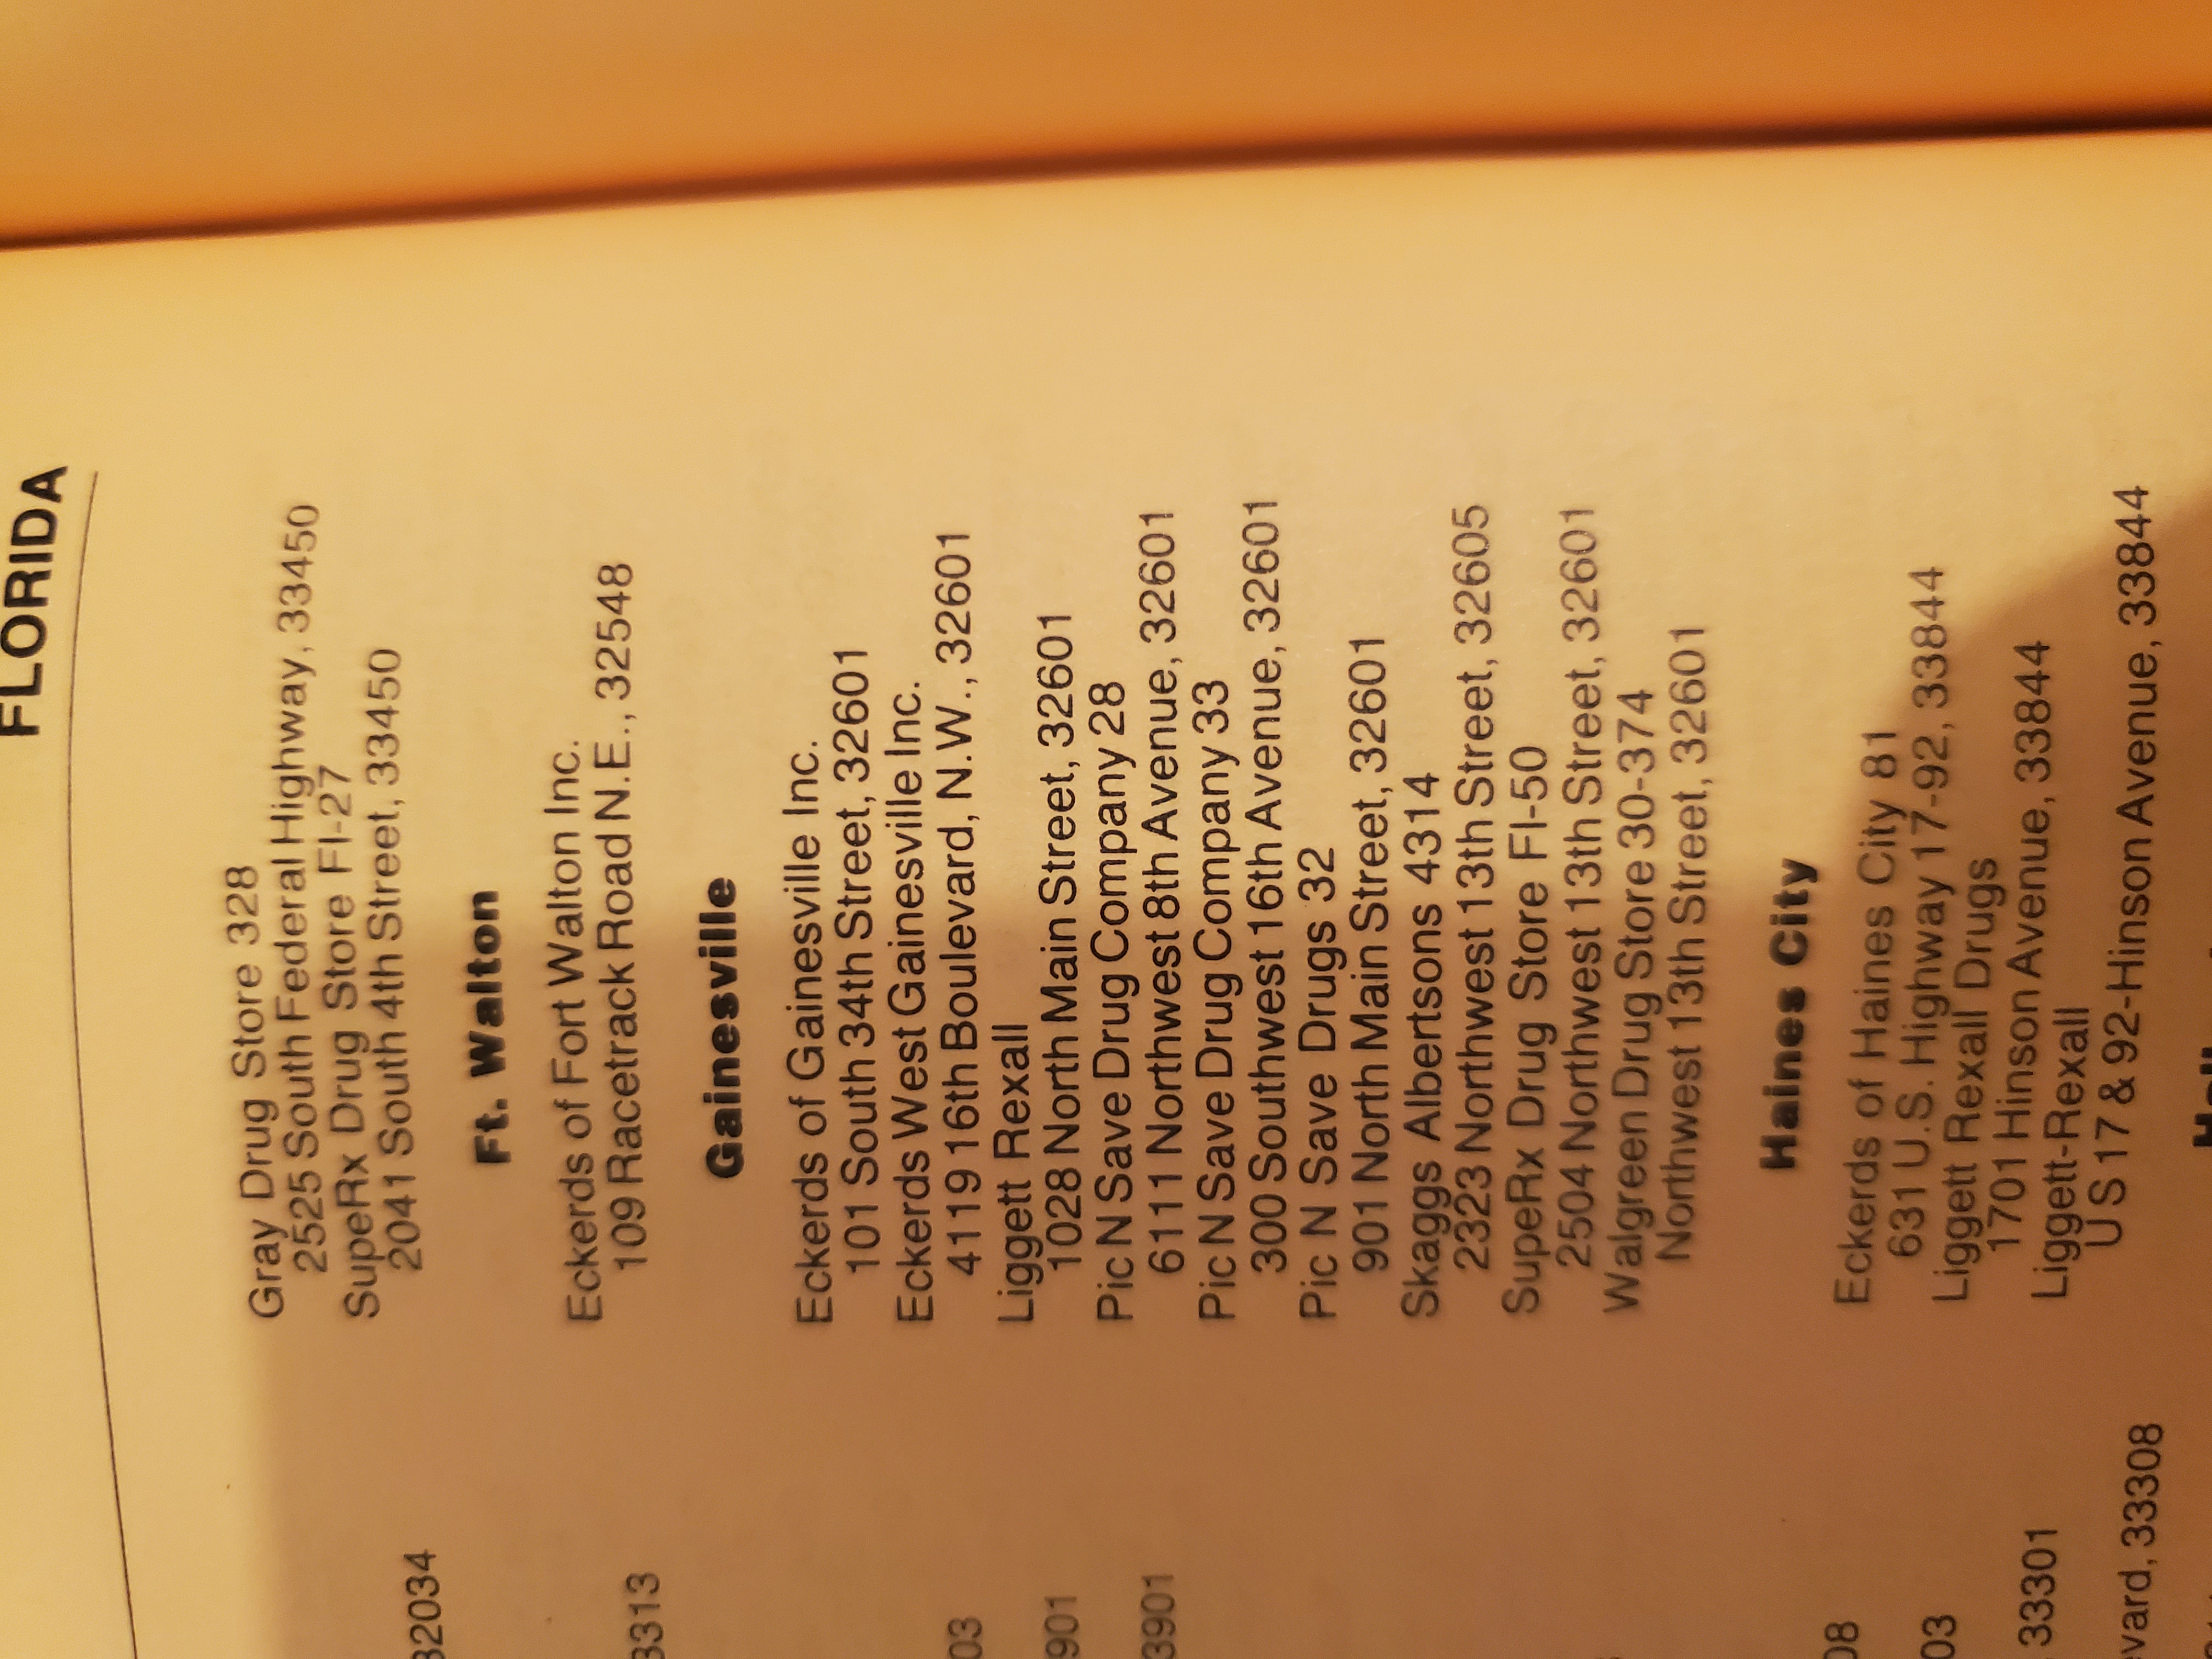 FLORIDA
Gray Drug Store 328
2525 South Federal Highway, 33450
SupeRx Drug Store Fl-27
2041 South 4th Street, 33450
Ft. Walton
Eckerds of Fort Walton Inc.
109 Racetrack Road N.E., 32548
Gainesville
Eckerds of Gainesville Inc.
101 South 34th Street, 32601
Eckerds West Gainesville Inc.
4119 16th Boulevard, N.W., 32601
Liggett Rexall
1028 North Main Street, 32601
Pic N Save Drug Company 28
6111 Northwest 8th Avenue, 32601
Pic N Save Drug Company 33
300 Southwest 16th Avenue, 32601
Pic N Save Drugs 32
901 North Main Street, 32601
Skaggs Albertsons 4314
2323 Northwest 13th Street, 32605
SupeRx Drug Store Fl-50
2504 Northwest 13th Street, 32601
Walgreen Drug Store 30-374
Northwest 13th Street, 32601
Haines City
Eckerds of Haines City 81
631 U.S. Highway 17-92, 33844
Liggett Rexall Drugs
1701 Hinson Avenue, 33844
Liggett-Rexall
US 17 & 92-Hinson Avenue, 33844
32034
3313
03
901
3901
08
03
33301
vard, 33308